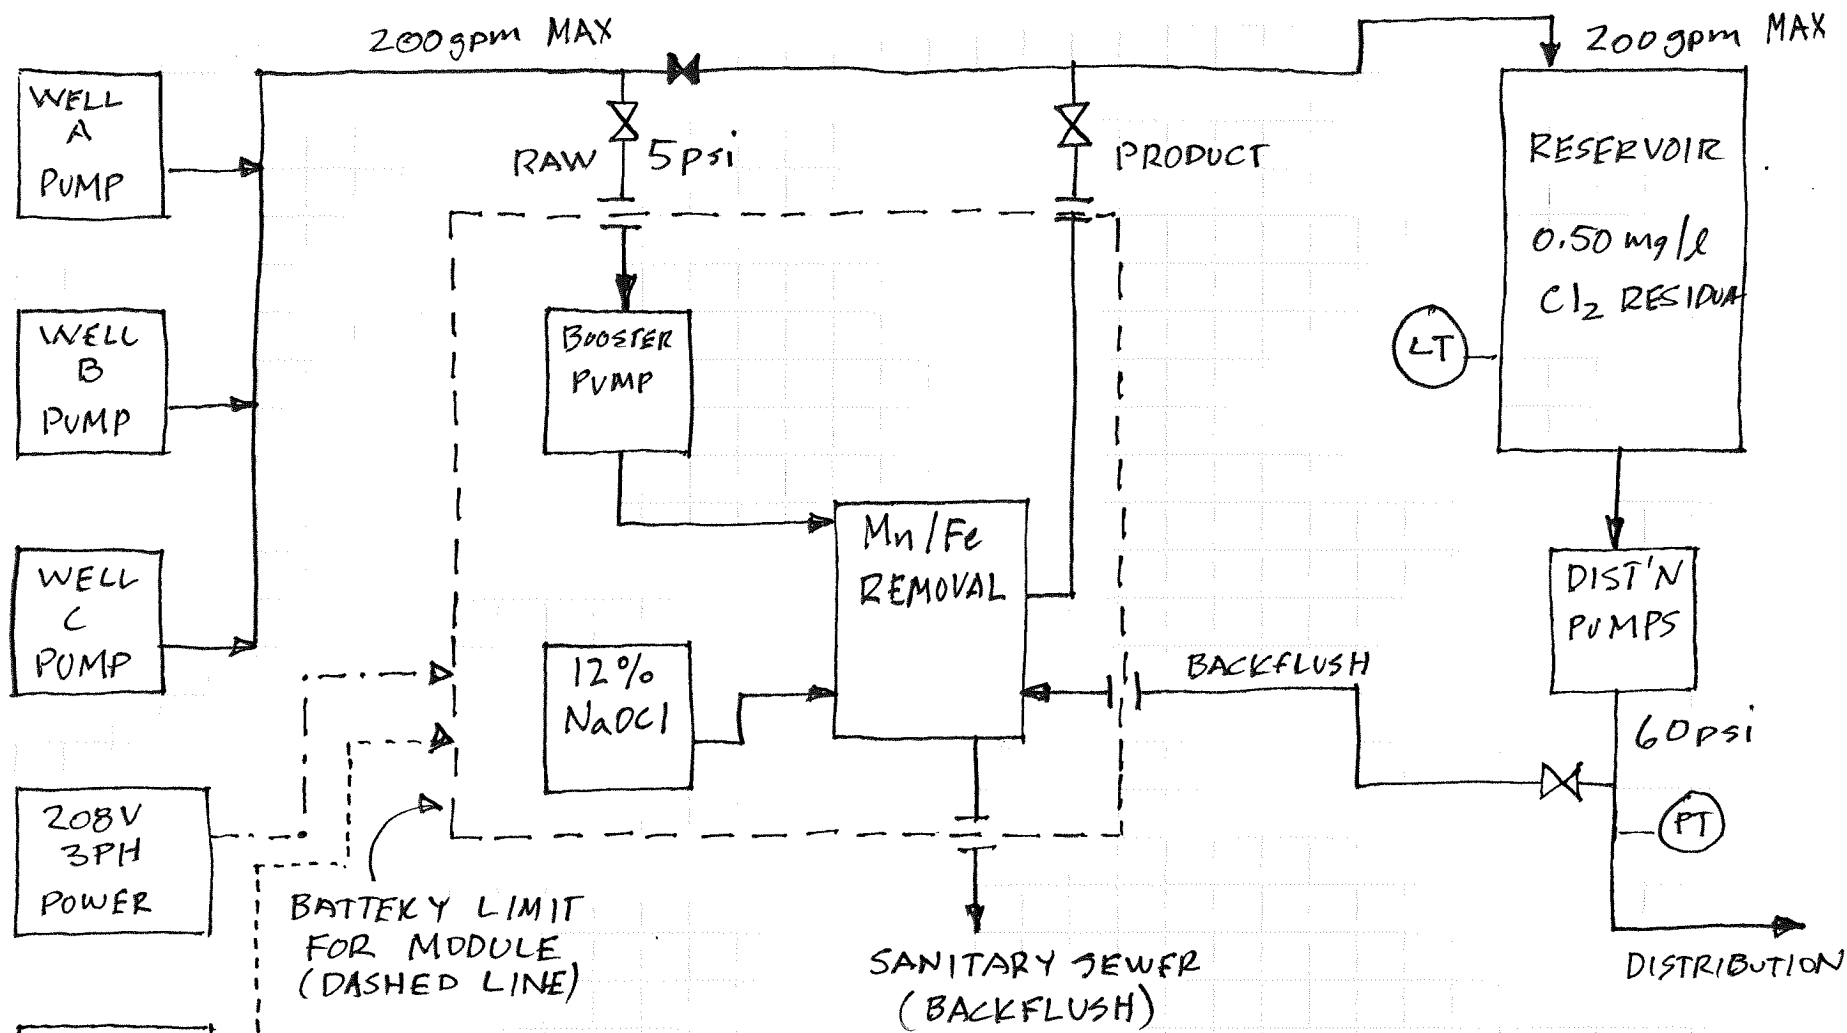 200gpm MAX
200gpm MAX
WELL
A
PUMP
RAW
5psi
PRODUCT
RESERVOIR
0.50 mg/l
Cl2 RESIDUA
LT
WELL
B
PUMP
BOOSTER
PUMP
WELL
C
PUMP
Mn/Fe
REMOVAL
12%
NaOCl
BACKFLUSH
DIST'N
PUMPS
60psi
PT
208V
3PH
POWER
BATTERY LIMIT
FOR MODULE
(DASHED LINE)
SANITARY SEWER
(BACKFLUSH)
DISTRIBUTION